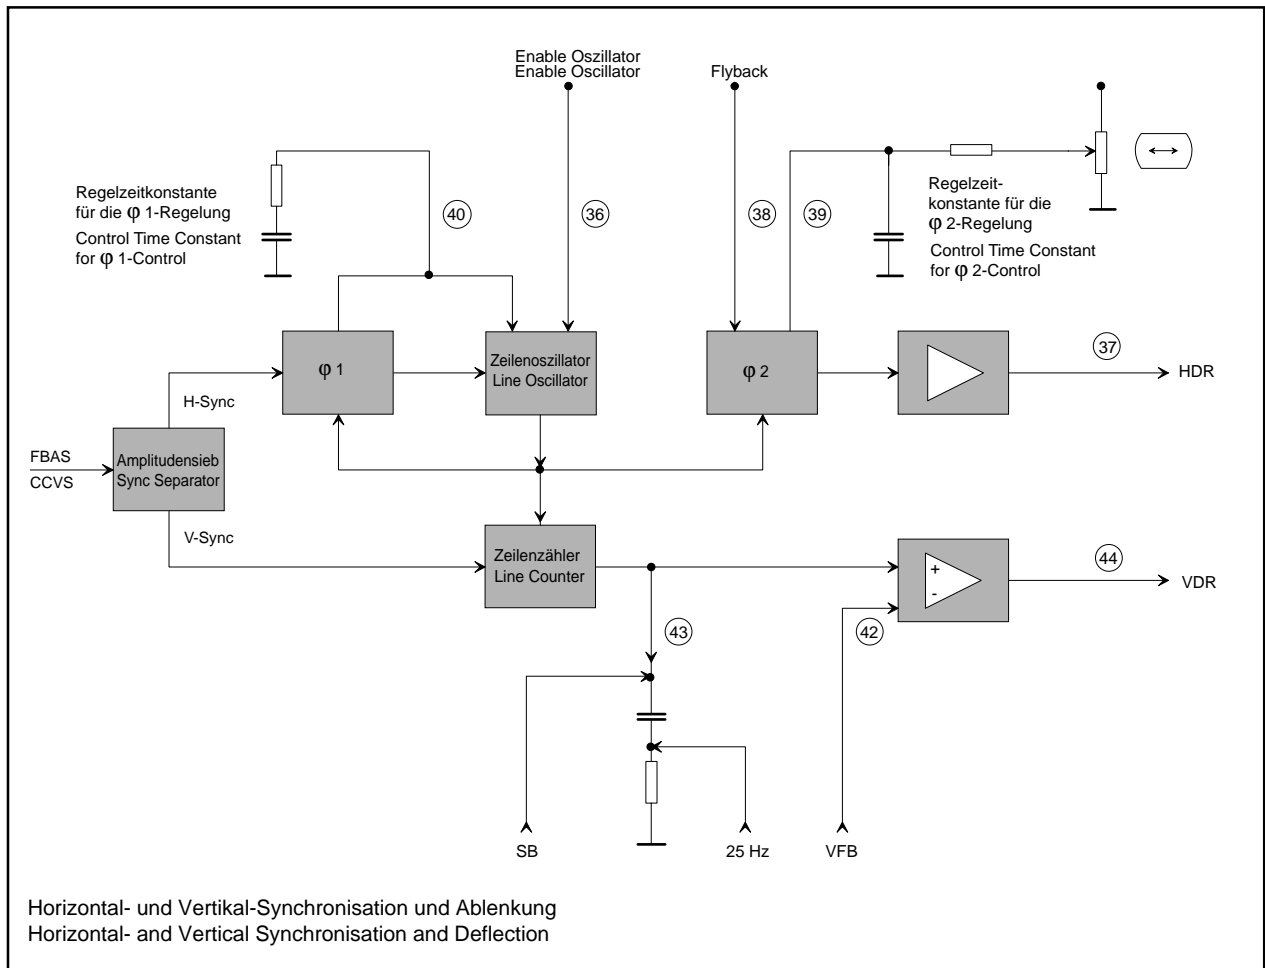 Enable Oszillator
Enable Oscillator
Flyback
Regelzeitkonstante
für die φ 1-Regelung
Control Time Constant
for φ 1-Control
40
36
38
39
Regelzeit-
konstante für die
φ 2-Regelung
Control Time Constant
for φ 2-Control
φ 1
Zeilenoszillator
Line Oscillator
φ 2
37
HDR
H-Sync
FBAS
CCVS
Amplitudensieb
Sync Separator
V-Sync
Zeilenzähler
Line Counter
+
-
44
VDR
43
42
SB
25 Hz
VFB
Horizontal- und Vertikal-Synchronisation und Ablenkung
Horizontal- and Vertical Synchronisation and Deflection